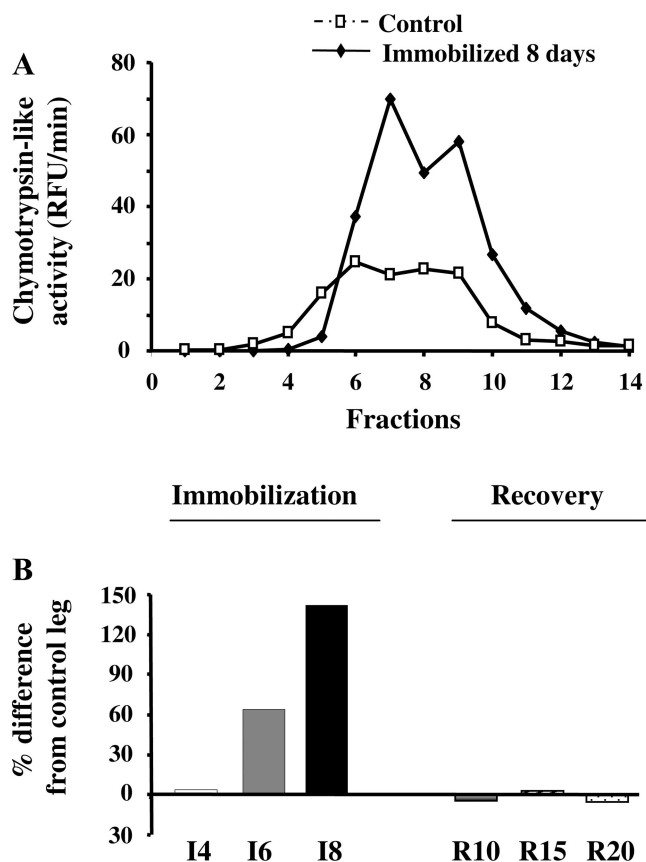 Control
Immobilized 8 days
A
Chymotrypsin-like
activity (RFU/min)
80
60
40
20
0
0 2 4 6 8 10 12 14
Fractions
Immobilization Recovery
B
% difference
from control leg
150
120
90
60
30
0
30
I4 I6 I8 R10 R15 R20